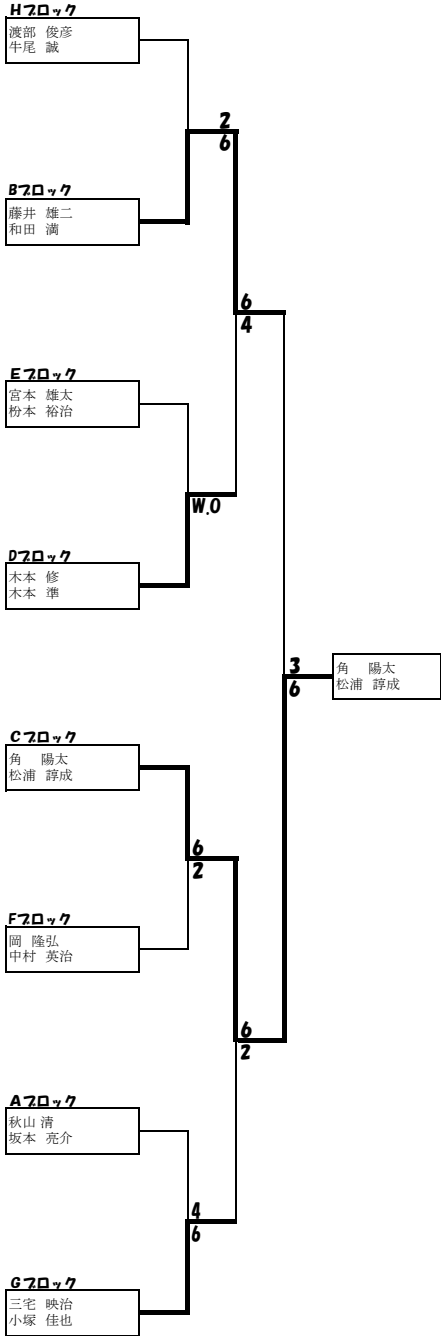 Hブロック
渡部 俊彦
牛尾 誠
2
6
Bブロック
藤井 雄二
和田 満
6
4
Eブロック
宮本 雄太
枌本 裕治
W.O
Dブロック
木本 修
木本 準
3
6
角 陽太
松浦 諄成
Cブロック
角 陽太
松浦 諄成
6
2
Fブロック
岡 隆弘
中村 英治
6
2
Aブロック
秋山 清
坂本 亮介
4
6
Gブロック
三宅 映治
小塚 佳也